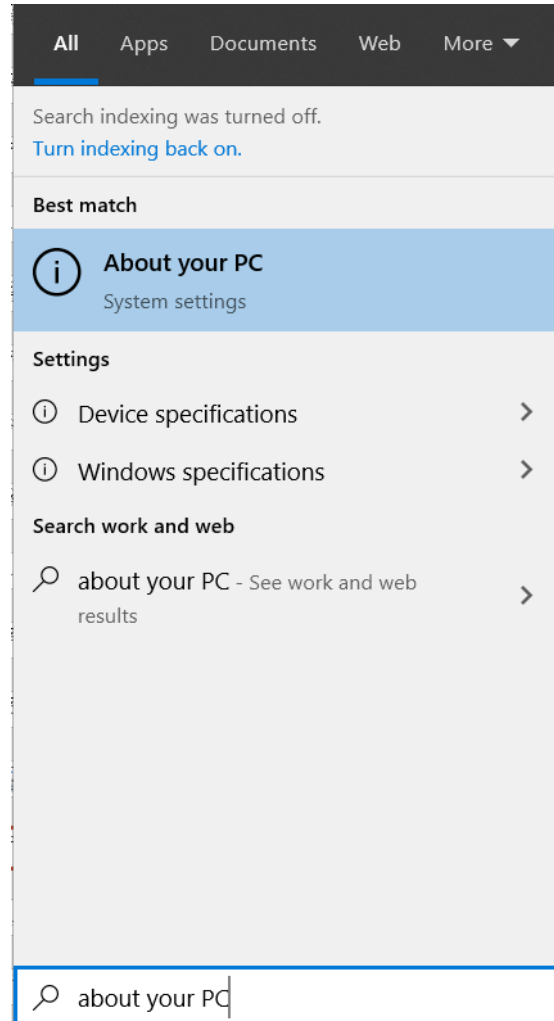 All Apps Documents Web More
Search indexing was turned off.
Turn indexing back on.
Best match
About your PC
System settings
Settings
Device specifications
Windows specifications
Search work and web
about your PC - See work and web
results
about your PC